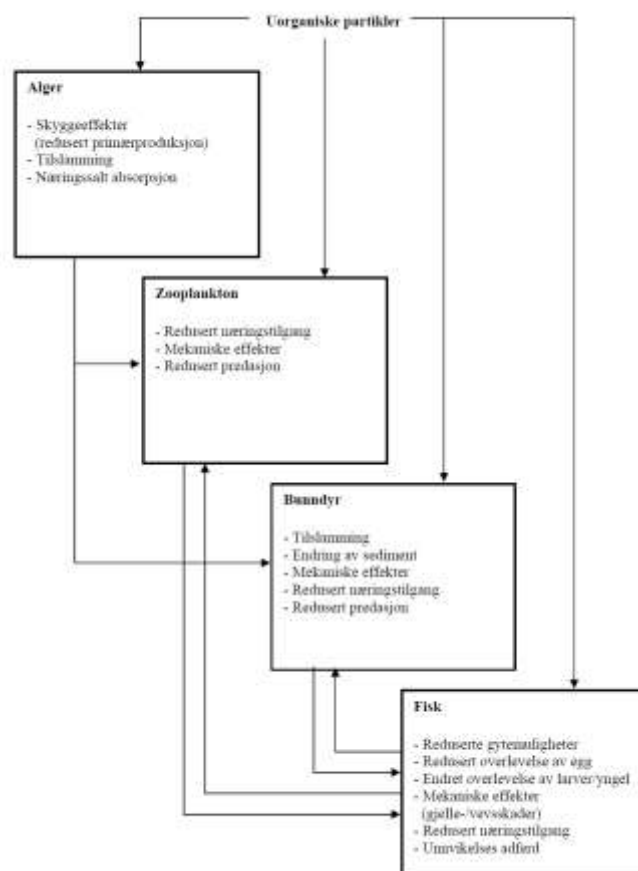 Uorganiske partikler
Alger
- Skyggeeffekter
(redusert primærproduksjon)
- Tilslamming
- Næringssalt absorpsjon
Zooplankton
- Redusert næringstilgang
- Mekaniske effekter
- Redusert predasjon
Bunndyr
- Tilslamming
- Endring av sediment
- Mekaniske effekter
- Redusert næringstilgang
- Redusert predasjon
Fisk
- Reduserte gytemuligheter
- Redusert overlevelse av egg
- Endret overlevelse av larver/yngel
- Mekaniske effekter
(gjelle-/vevsskader)
- Redusert næringstilgang
- Unnvikelses adferd